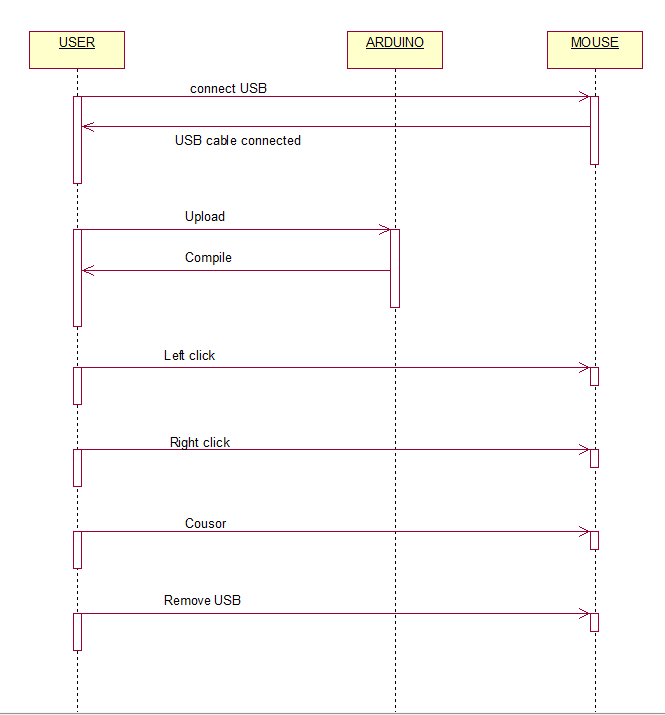 USER
ARDUINO
MOUSE
connect USB
USB cable connected
Upload
Compile
Left click
Right click
Cousor
Remove USB